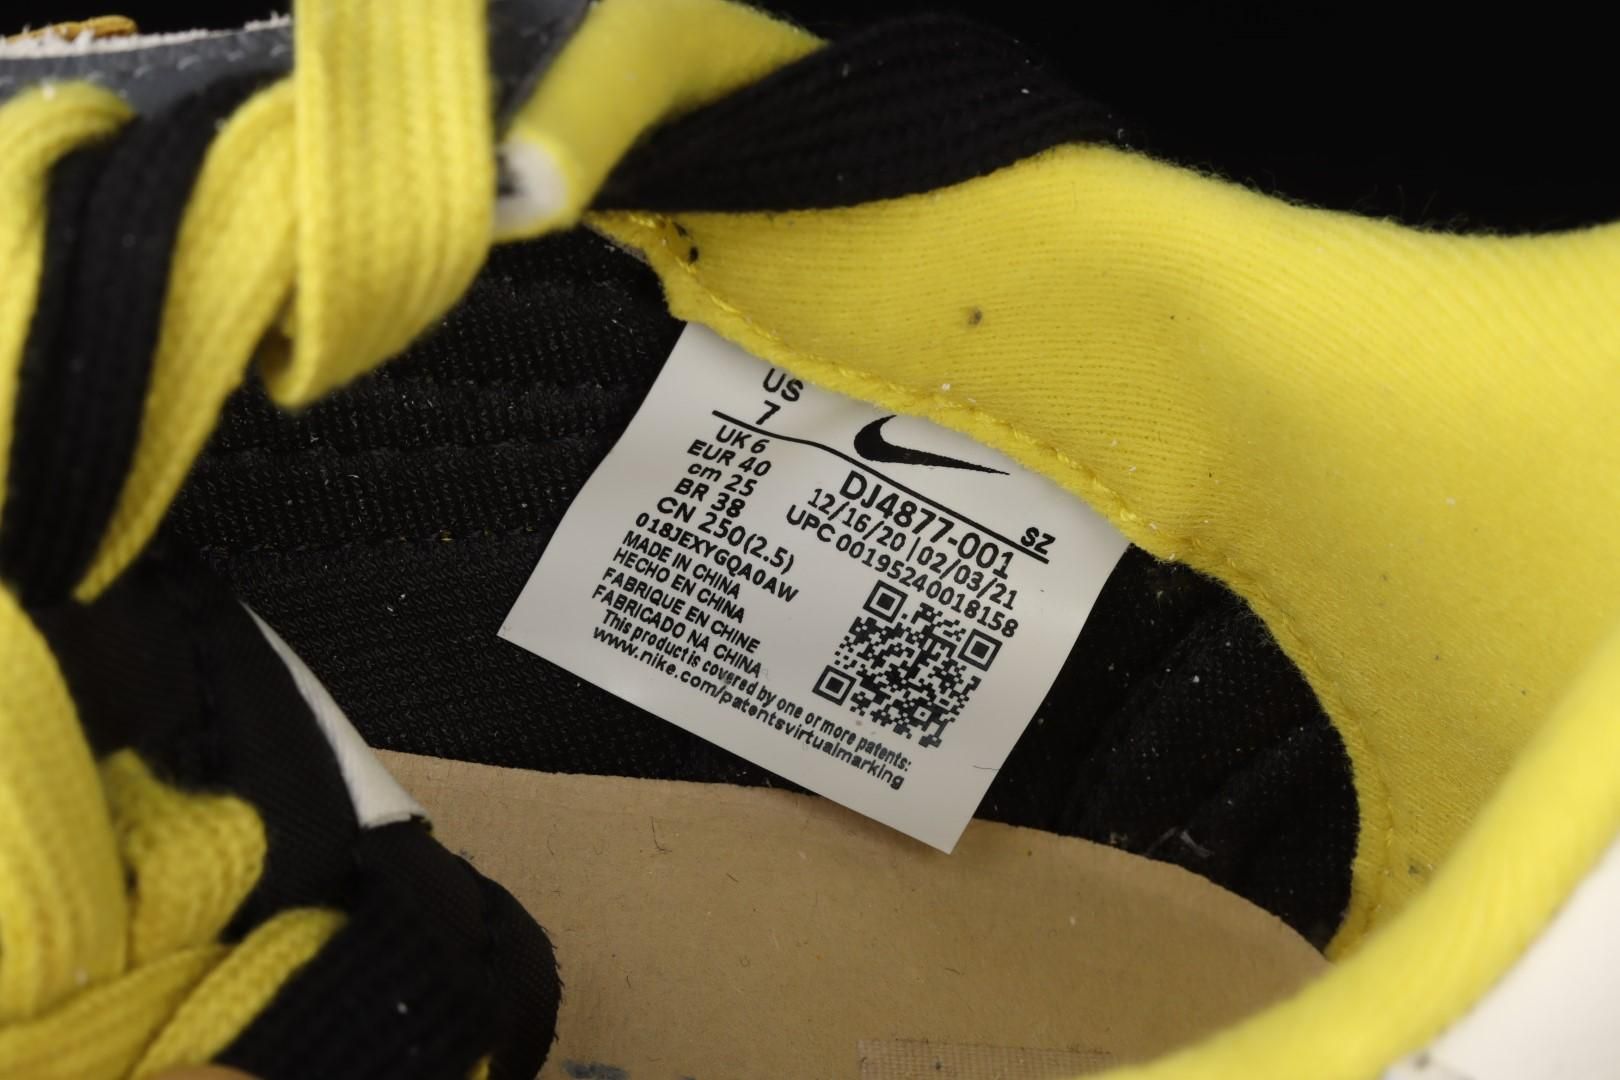 US
7
UK 6
EUR 40
cm 25
BR 38
CN 250(2.5)
018JEXYGQA0AW
MADE IN CHINA
HECHO EN CHINA
FABRIQUE EN CHINE
FABRICADO NA CHINA
This product is covered by one or more patents:
www.nike.com/patentsvirtualmarking
SZ
DJ4877-001
12/16/20 | 02/03/21
UPC 00195240018158